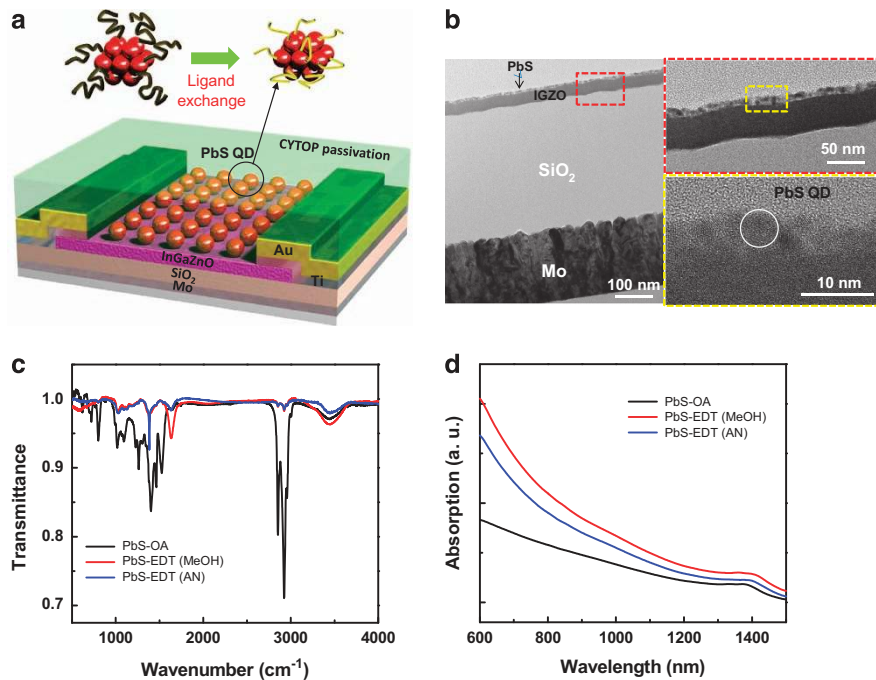 a
Ligand
exchange
PbS QD
CYTOP passivation
Au
InGaZnO
Ti
SiO₂
Mo
b
PbS
IGZO
SiO₂
Mo
100 nm
50 nm
PbS QD
10 nm
c
1.0
0.9
0.8
0.7
Transmittance
PbS-OA
PbS-EDT (MeOH)
PbS-EDT (AN)
1000 2000 3000 4000
Wavenumber (cm⁻¹)
d
Absorption (a. u.)
PbS-OA
PbS-EDT (MeOH)
PbS-EDT (AN)
600 800 1000 1200 1400
Wavelength (nm)